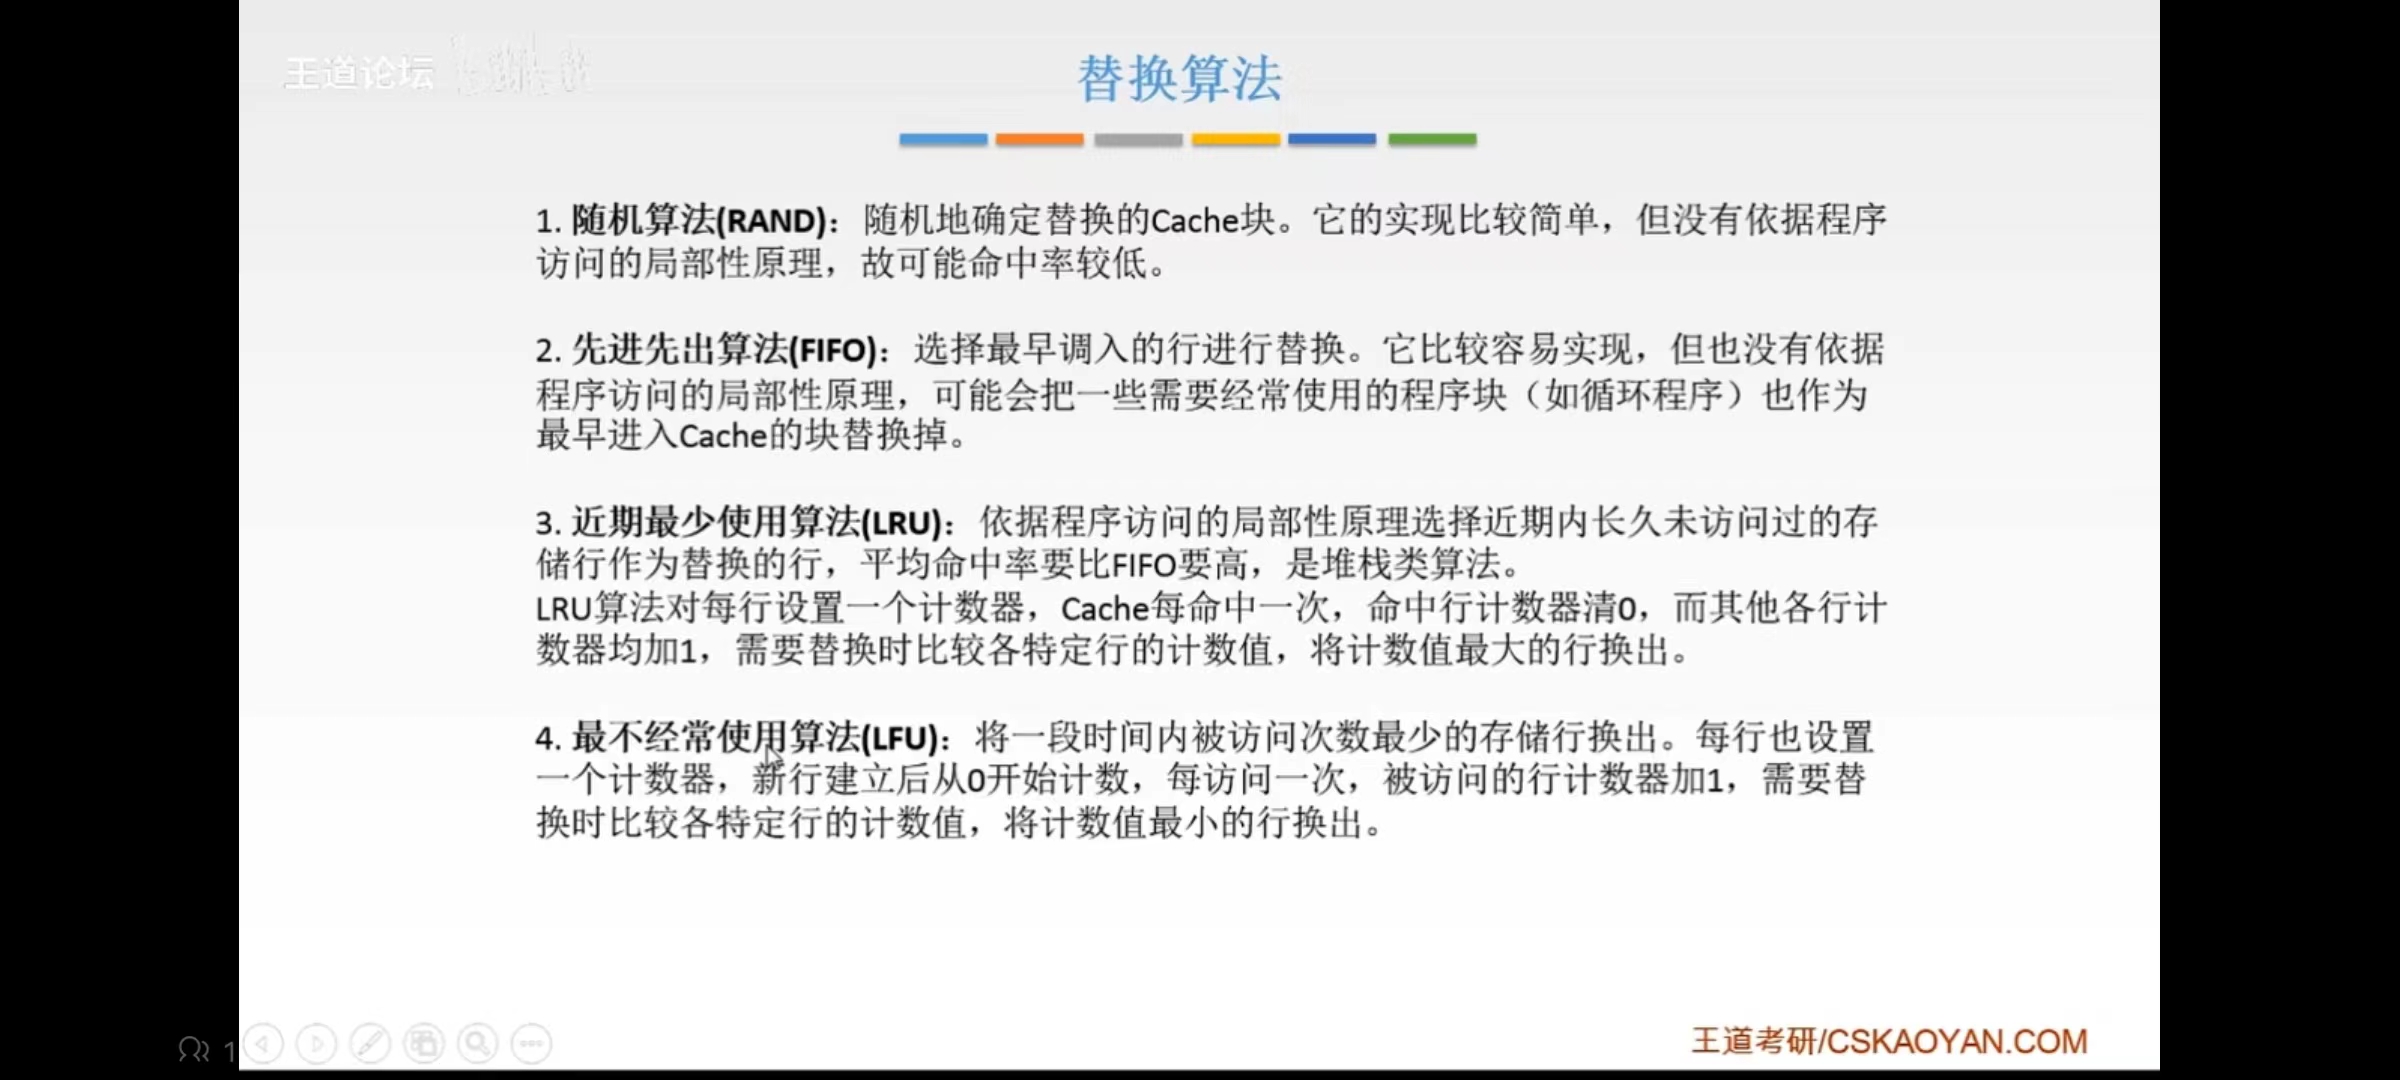 王道论坛
替换算法
1. 随机算法(RAND)：随机地确定替换的Cache块。它的实现比较简单，但没有依据程序
访问的局部性原理，故可能命中率较低。
2. 先进先出算法(FIFO)：选择最早调入的行进行替换。它比较容易实现，但也没有依据
程序访问的局部性原理，可能会把一些需要经常使用的程序块（如循环程序）也作为
最早进入Cache的块替换掉。
3. 近期最少使用算法(LRU)：依据程序访问的局部性原理选择近期内长久未访问过的存
储行作为替换的行，平均命中率要比FIFO要高，是堆栈类算法。
LRU算法对每行设置一个计数器，Cache每命中一次，命中行计数器清0，而其他各行计
数器均加1，需要替换时比较各特定行的计数值，将计数值最大的行换出。
4. 最不经常使用算法(LFU)：将一段时间内被访问次数最少的存储行换出。每行也设置
一个计数器，新行建立后从0开始计数，每访问一次，被访问的行计数器加1，需要替
换时比较各特定行的计数值，将计数值最小的行换出。
1
王道考研/CSKAOYAN.COM